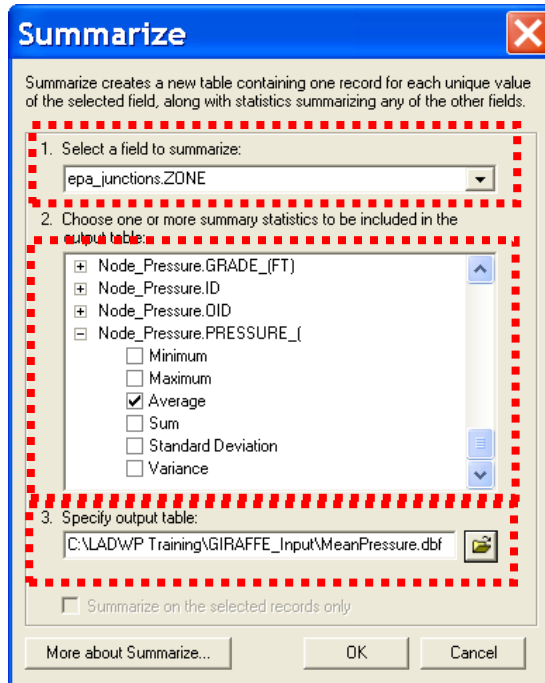 Summarize
Summarize creates a new table containing one record for each unique value
of the selected field, along with statistics summarizing any of the other fields.
1. Select a field to summarize:
epa_junctions.ZONE
2. Choose one or more summary statistics to be included in the
output table:
Node_Pressure.GRADE_(FT)
Node_Pressure.ID
Node_Pressure.OID
Node_Pressure.PRESSURE_(
Minimum
Maximum
Average
Sum
Standard Deviation
Variance
3. Specify output table:
C:\LADWP Training\GIRAFFE_Input\MeanPressure.dbf
Summarize on the selected records only
More about Summarize... OK Cancel